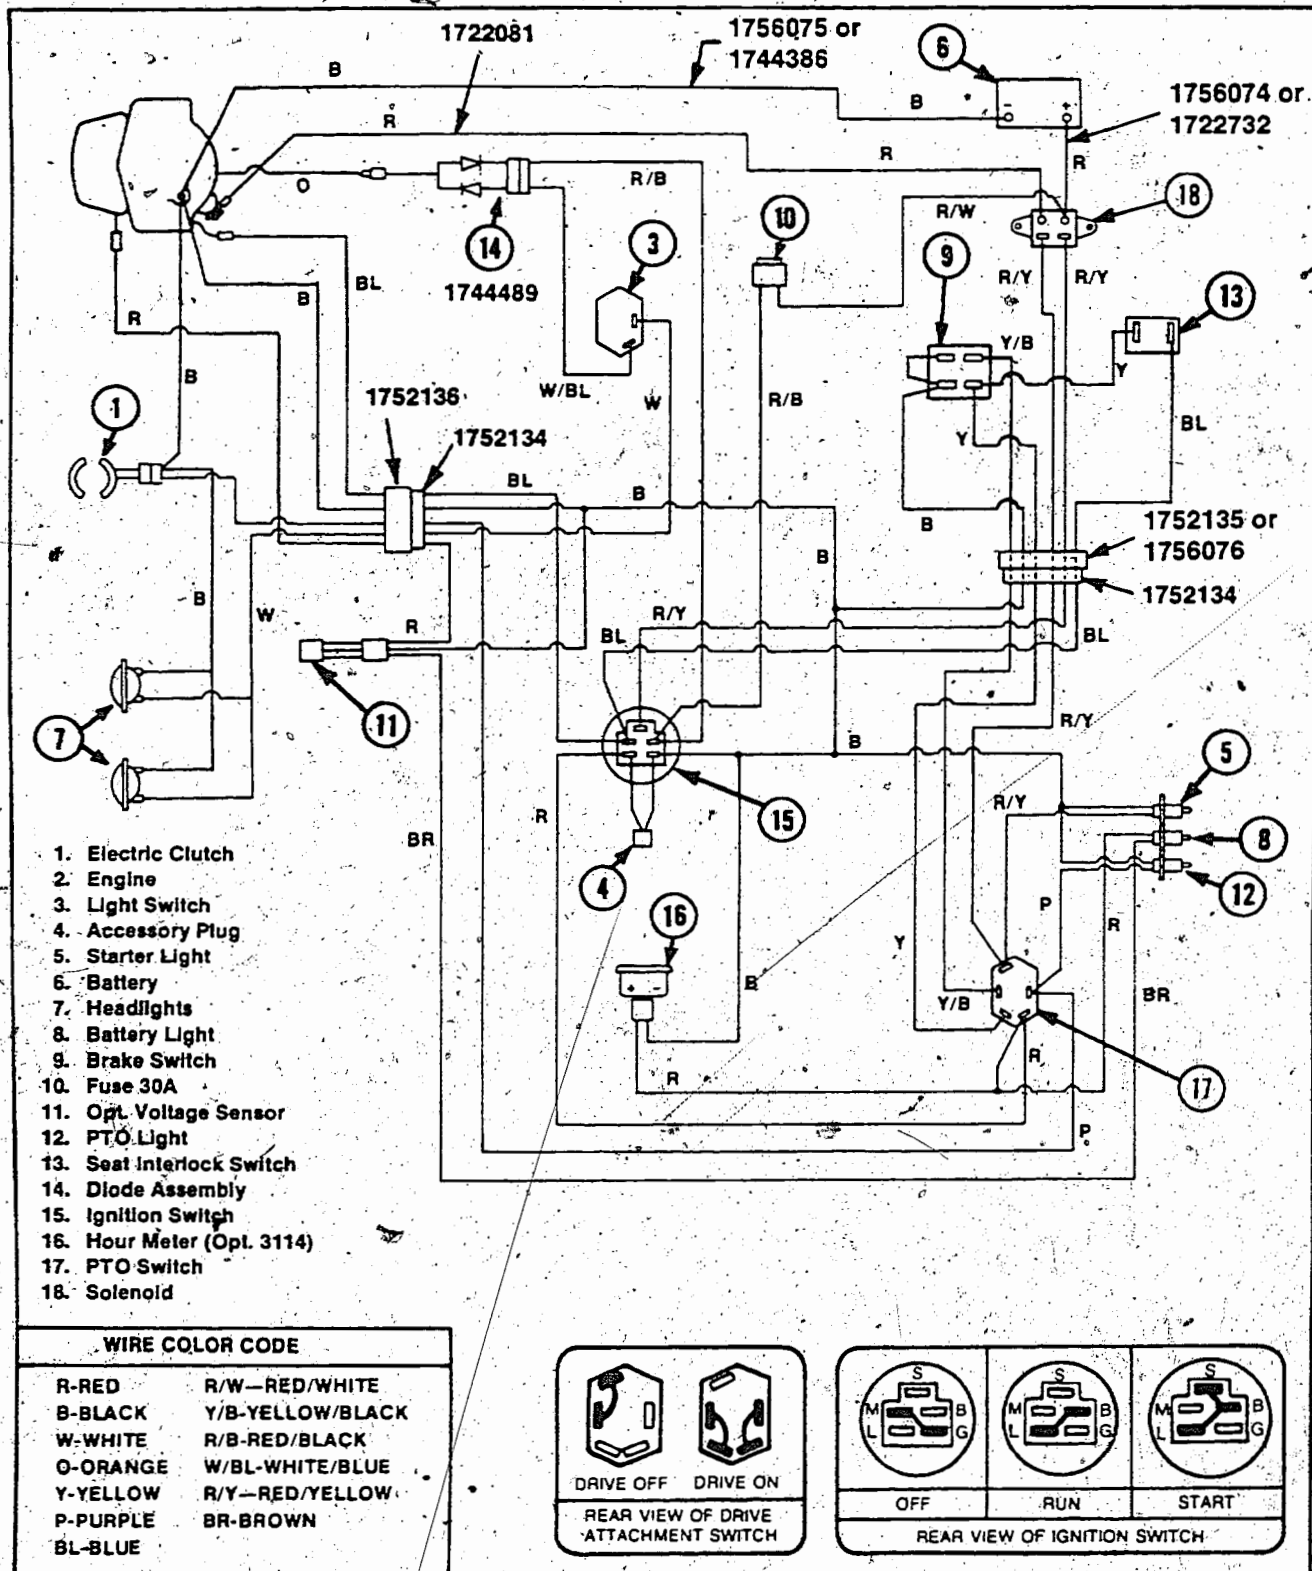 1722081
1756075 or
1744386
6
B
B
- +
1756074 or
1722732
R
R
R
O
R/B
R/W
18
10
3
14
1744489
9
R/Y
R/Y
13
BL
B
R
Y/B
Y
B
W/BL
W
R/B
1
1752136
1752134
BL
Y
BL
B
B
1752135 or
1756076
B
B
W
R/Y
1752134
R
BL
BL
11
7
R/Y
B
5
R/Y
R
15
BR
8
4
12
16
P
R
Y
+ -
B
Y/B
BR
R
R
17
P
1. Electric Clutch
2. Engine
3. Light Switch
4. Accessory Plug
5. Starter Light
6. Battery
7. Headlights
8. Battery Light
9. Brake Switch
10. Fuse 30A
11. Opt. Voltage Sensor
12. PTO Light
13. Seat Interlock Switch
14. Diode Assembly
15. Ignition Switch
16. Hour Meter (Opt. 3114)
17. PTO Switch
18. Solenoid
WIRE COLOR CODE
R-RED R/W—RED/WHITE
B-BLACK Y/B-YELLOW/BLACK
W-WHITE R/B-RED/BLACK
O-ORANGE W/BL-WHITE/BLUE
Y-YELLOW R/Y—RED/YELLOW
P-PURPLE BR-BROWN
BL-BLUE
DRIVE OFF DRIVE ON
REAR VIEW OF DRIVE
ATTACHMENT SWITCH
S S S
M B M B M B
L G L G L G
OFF RUN START
REAR VIEW OF IGNITION SWITCH